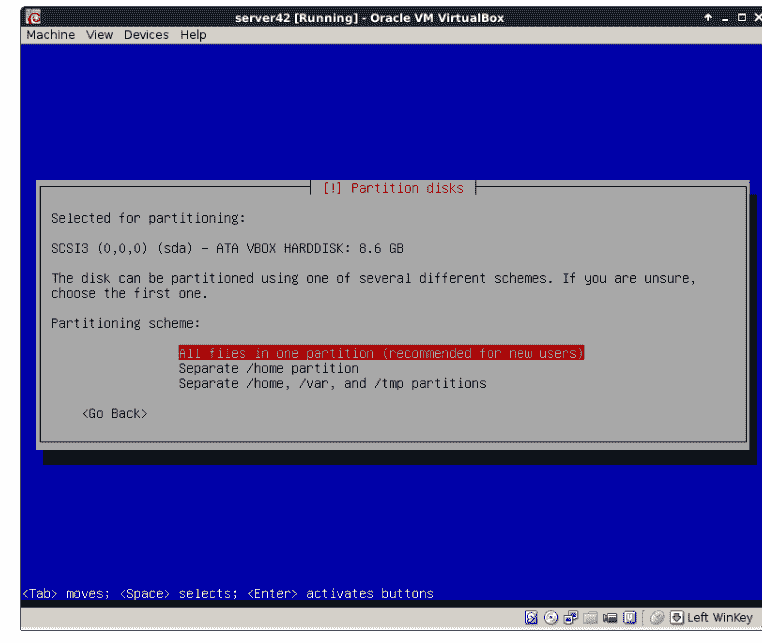 server42 [Running] - Oracle VM VirtualBox
Machine View Devices Help
[!] Partition disks
Selected for partitioning:
SCSI3 (0,0,0) (sda) - ATA VBOX HARDDISK: 8.6 GB
The disk can be partitioned using one of several different schemes. If you are unsure,
choose the first one.
Partitioning scheme:
All files in one partition (recommended for new users)
Separate /home partition
Separate /home, /var, and /tmp partitions
<Go Back>
<Tab> moves; <Space> selects; <Enter> activates buttons
Left WinKey